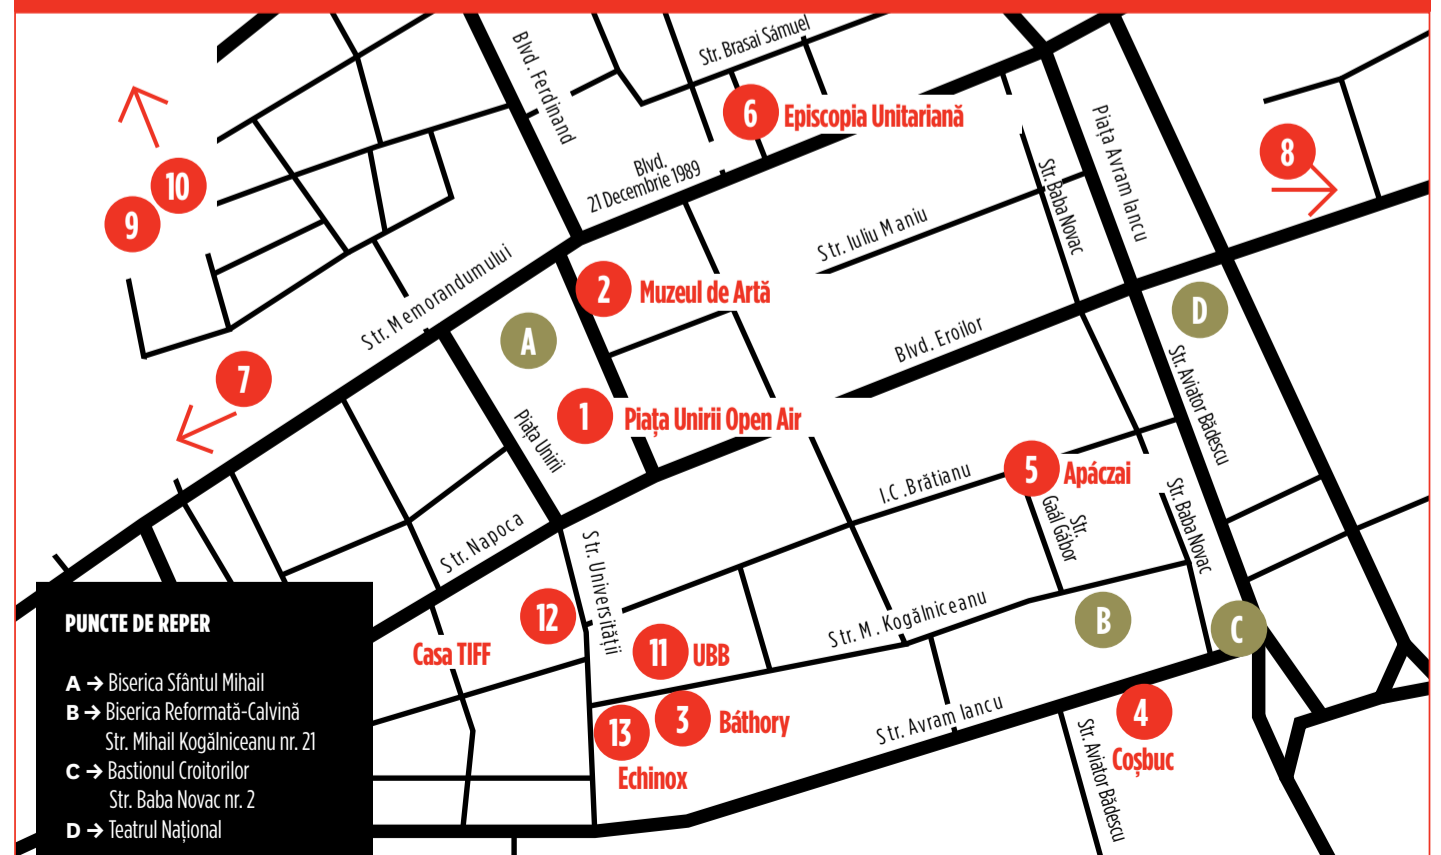 Blvd. Ferdinand
Str. Brasai Sámuel
6 Episcopia Unitariană
Piața Avram Iancu
8
10
9
Blvd.
21 Decembrie 1989
Str. Baba Novac
Str. Iuliu Maniu
Str. Memorandumului
2 Muzeul de Artă
D
A
Blvd. Eroilor
7
Str. Aviator Bădescu
1 Piața Unirii Open Air
Piața Unirii
5 Apáczai
I.C.Brătianu
Str.
Gaál Gábor
Str. Baba Novac
Str. Napoca
Str. Universității
12
Casa TIFF
11 UBB
Str. M. Kogălniceanu
B
C
13
3 Báthory
Echinox
Str. Avram Iancu
4
Coșbuc
Str. Aviator Bădescu
PUNCTE DE REPER
A → Biserica Sfântul Mihail
B → Biserica Reformată-Calvină
Str. Mihail Kogălniceanu nr. 21
C → Bastionul Croitorilor
Str. Baba Novac nr. 2
D → Teatrul Național